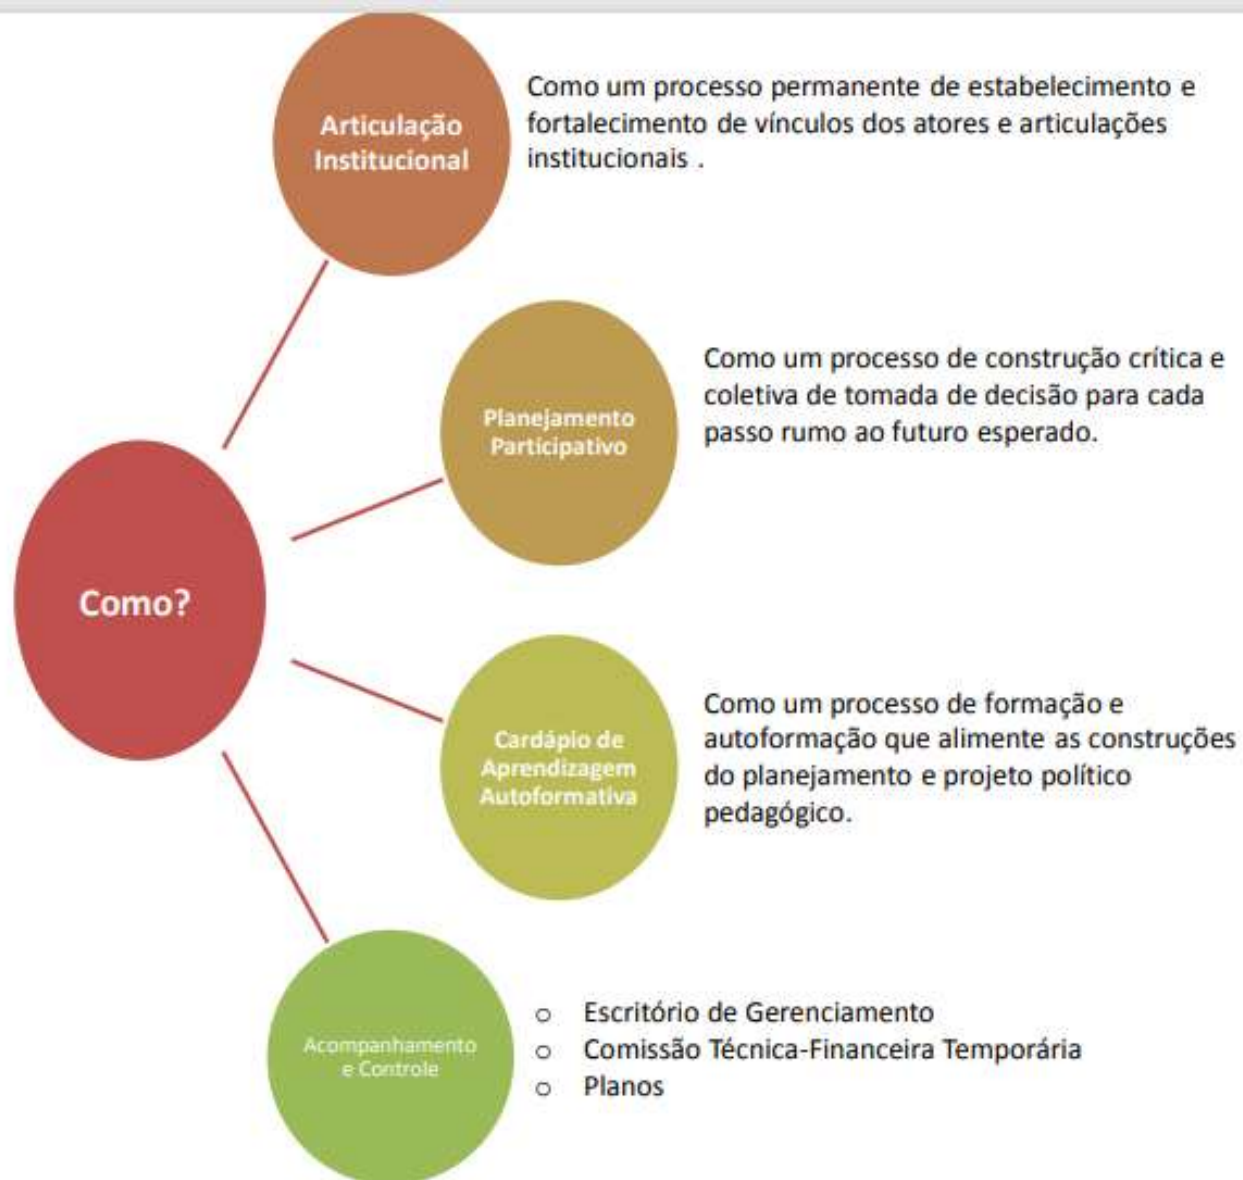 Articulação
Institucional
Como um processo permanente de estabelecimento e
fortalecimento de vínculos dos atores e articulações
institucionais .
Planejamento
Participativo
Como um processo de construção crítica e
coletiva de tomada de decisão para cada
passo rumo ao futuro esperado.
Como?
Cardápio de
Aprendizagem
Autoformativa
Como um processo de formação e
autoformação que alimente as construções
do planejamento e projeto político
pedagógico.
Acompanhamento
e Controle
o Escritório de Gerenciamento
o Comissão Técnica-Financeira Temporária
o Planos